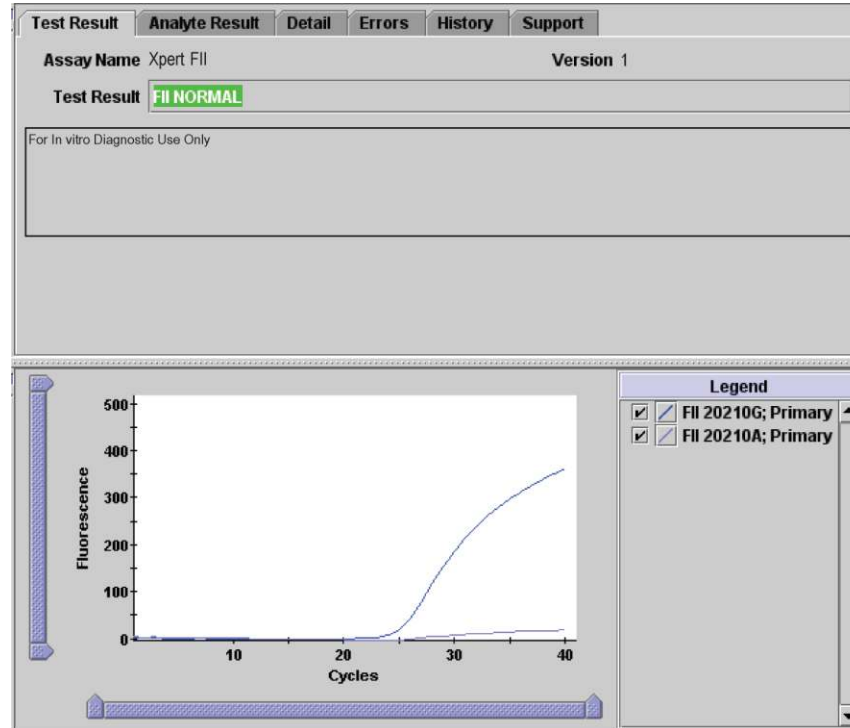 Test Result Analyte Result Detail Errors History Support
Assay Name Xpert FII Version 1
Test Result FII NORMAL
For In vitro Diagnostic Use Only
500
400
300
200
100
0
Fluorescence
10 20 30 40
Cycles
Legend
FII 20210G; Primary
FII 20210A; Primary